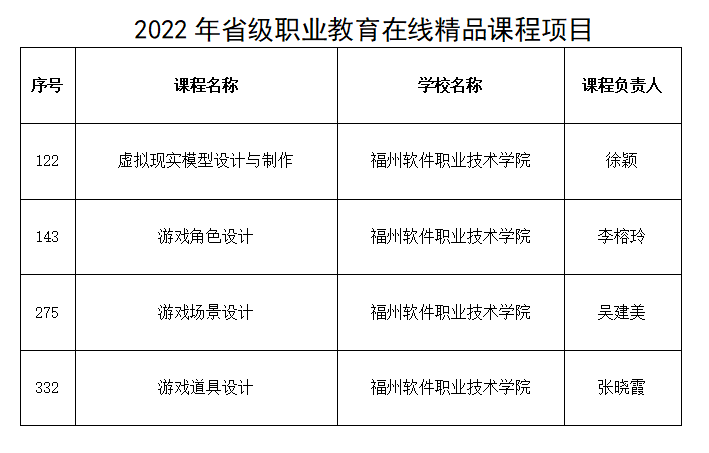 2022 年省级职业教育在线精品课程项目
序号 课程名称 学校名称 课程负责人
122 虚拟现实模型设计与制作 福州软件职业技术学院 徐颖
143 游戏角色设计 福州软件职业技术学院 李榕玲
275 游戏场景设计 福州软件职业技术学院 吴建美
332 游戏道具设计 福州软件职业技术学院 张晓霞